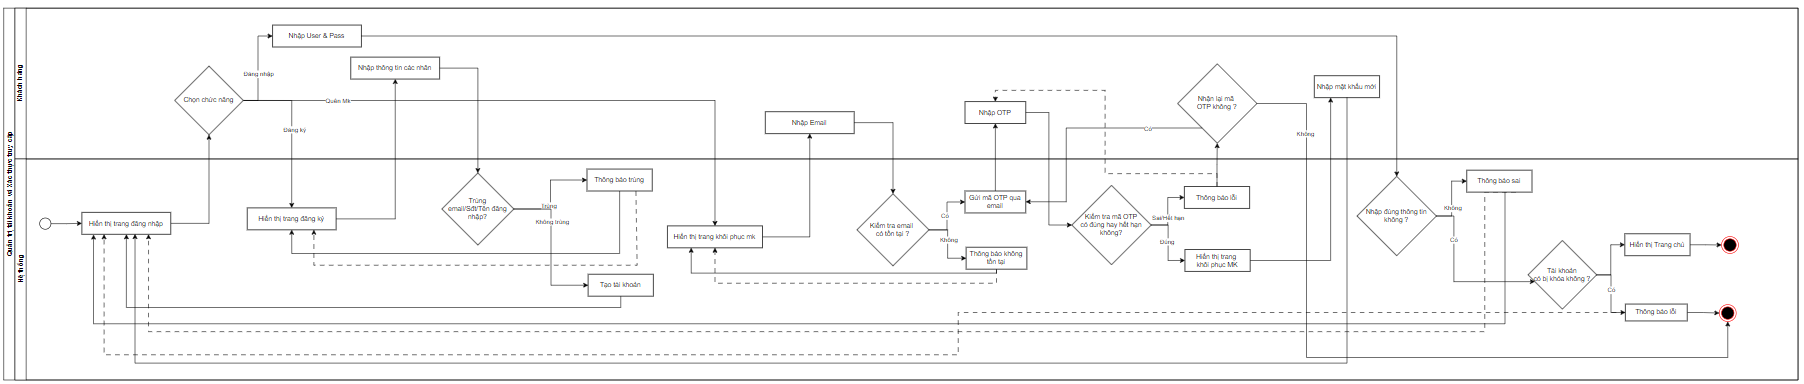 Quản trị tài khoản và Xác thực truy cập
Khách hàng
Hệ thống
Nhập User & Pass
Nhập thông tin các nhân
Đăng nhập
Chọn chức năng
Quên Mk
Đăng ký
Nhập Email
Nhập OTP
Nhận lại mã
OTP không ?
Có
Không
Nhập mật khẩu mới
Hiển thị trang đăng nhập
Hiển thị trang đăng ký
Trùng
email/Sđt/Tên đăng
nhập?
Trùng
Không trùng
Thông báo trùng
Tạo tài khoản
Hiển thị trang khôi phục mk
Kiểm tra email
có tồn tại ?
Có
Không
Gửi mã OTP qua
email
Thông báo không
tồn tại
Kiểm tra mã OTP
có đúng hay hết hạn
không?
Sai/Hết hạn
Đúng
Thông báo lỗi
Hiển thị trang
khôi phục MK
Nhập đúng thông tin
không ?
Không
Có
Thông báo sai
Tài khoản
có bị khóa không ?
Có
Hiển thị Trang chủ
Thông báo lỗi